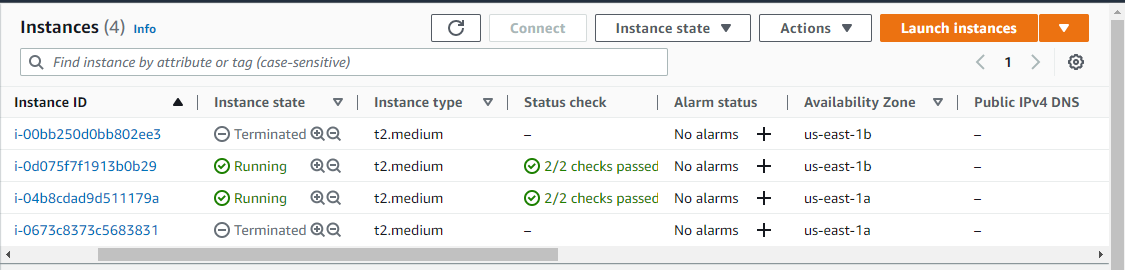 Instances (4) Info Connect Instance state Actions Launch instances
Find instance by attribute or tag (case-sensitive) 1
Instance ID Instance state Instance type Status check Alarm status Availability Zone Public IPv4 DNS
i-00bb250d0bb802ee3 Terminated t2.medium – No alarms + us-east-1b –
i-0d075f7f1913b0b29 Running t2.medium 2/2 checks passed No alarms + us-east-1b –
i-04b8cdad9d511179a Running t2.medium 2/2 checks passed No alarms + us-east-1a –
i-0673c8373c5683831 Terminated t2.medium – No alarms + us-east-1a –